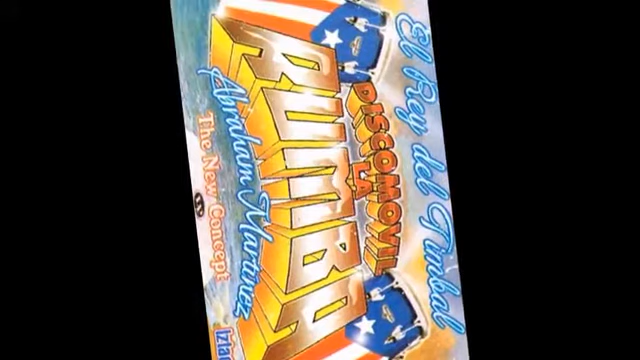 El Rey del Timbal
DISCOMOVIL
LA
RUMBA
Abraham Martinez
The New Concept